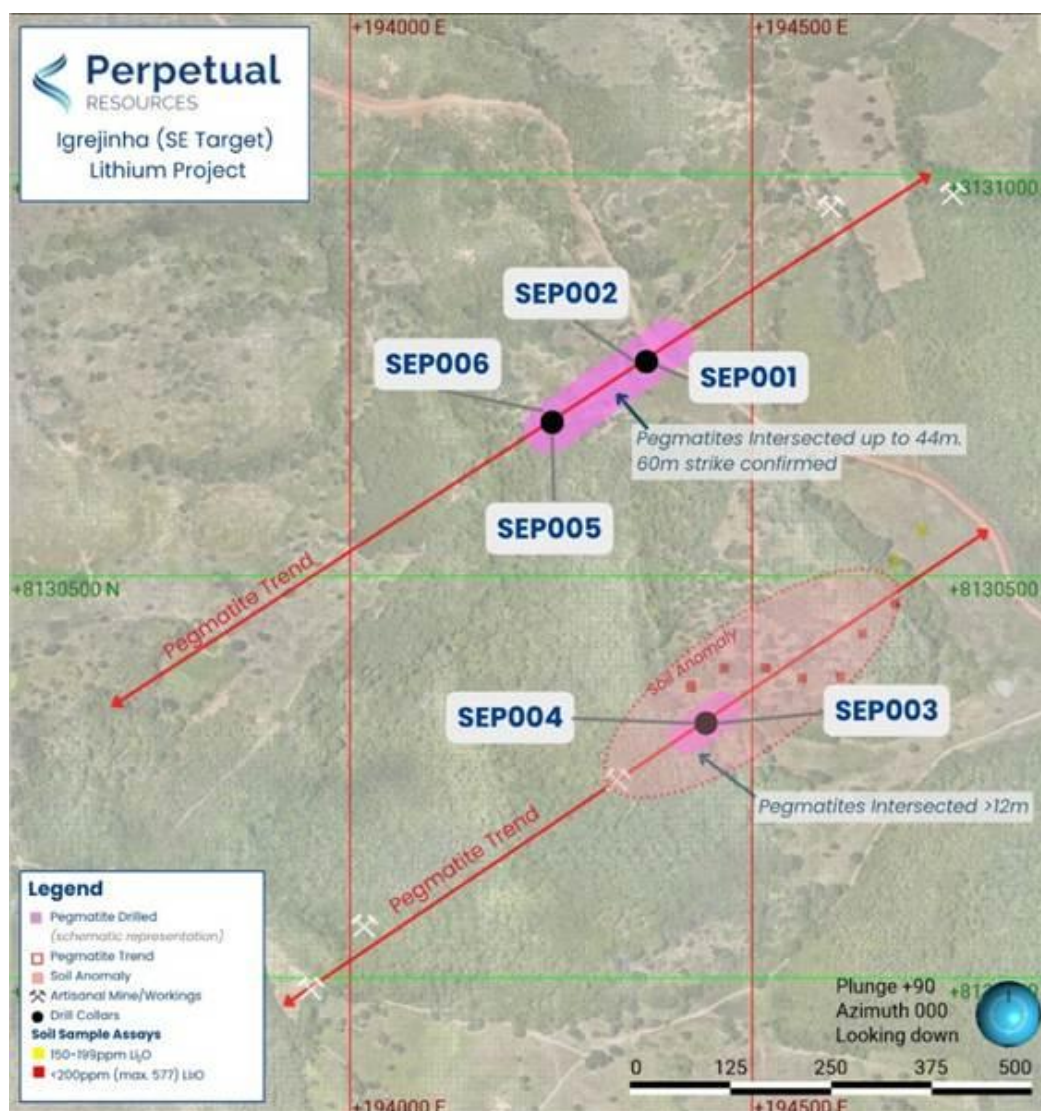 +194000 E
+194500 E
Perpetual
RESOURCES
Igrejinha (SE Target)
Lithium Project
+8131000
SEP002
SEP006
SEP001
Pegmatites Intersected up to 44m.
60m strike confirmed
SEP005
Pegmatite Trend
+8130500 N
+8130500
Soil Anomaly
SEP004
SEP003
Pegmatites Intersected >12m
Pegmatite Trend
Legend
Pegmatite Drilled
(schematic representation)
Pegmatite Trend
Soil Anomaly
Artisanal Mine/Workings
Drill Collars
Soil Sample Assays
150-199ppm Li₂O
<200ppm (max. 577) Li₂O
Plunge +90
Azimuth 000
Looking down
0 125 250 375 500
+194000 E
+194500 E